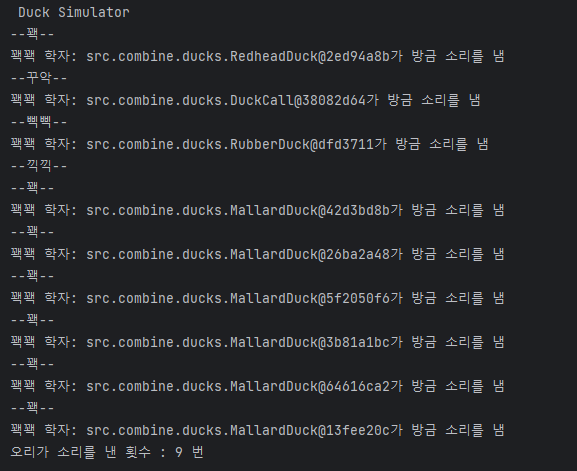 Duck Simulator
--꽥--
꽥꽥 학자: src.combine.ducks.RedheadDuck@2ed94a8b가 방금 소리를 냄
--꾸악--
꽥꽥 학자: src.combine.ducks.DuckCall@38082d64가 방금 소리를 냄
--삑삑--
꽥꽥 학자: src.combine.ducks.RubberDuck@dfd3711가 방금 소리를 냄
--끽끽--
--꽥--
꽥꽥 학자: src.combine.ducks.MallardDuck@42d3bd8b가 방금 소리를 냄
--꽥--
꽥꽥 학자: src.combine.ducks.MallardDuck@26ba2a48가 방금 소리를 냄
--꽥--
꽥꽥 학자: src.combine.ducks.MallardDuck@5f2050f6가 방금 소리를 냄
--꽥--
꽥꽥 학자: src.combine.ducks.MallardDuck@3b81a1bc가 방금 소리를 냄
--꽥--
꽥꽥 학자: src.combine.ducks.MallardDuck@64616ca2가 방금 소리를 냄
--꽥--
꽥꽥 학자: src.combine.ducks.MallardDuck@13fee20c가 방금 소리를 냄
오리가 소리를 낸 횟수 : 9 번